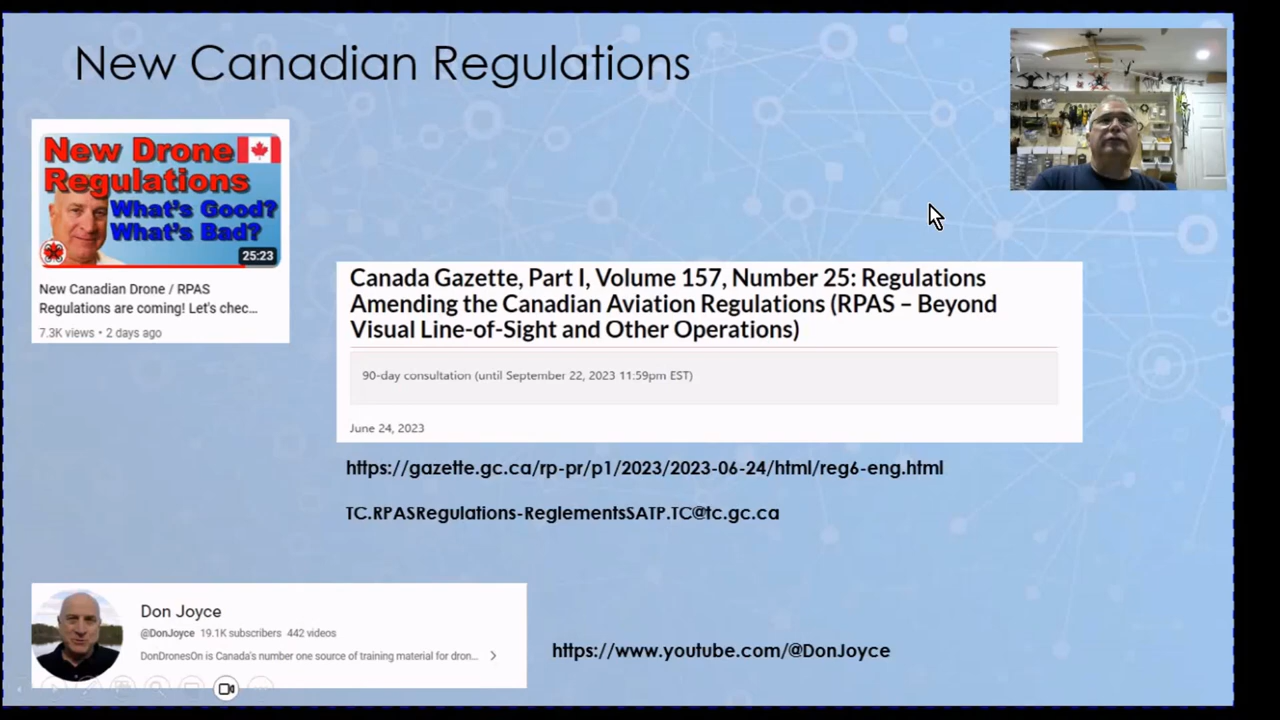 New Canadian Regulations
New Drone
Regulations
What's Good?
What's Bad?
25:23
New Canadian Drone / RPAS
Regulations are coming! Let's chec...
7.3K views • 2 days ago
Canada Gazette, Part I, Volume 157, Number 25: Regulations
Amending the Canadian Aviation Regulations (RPAS – Beyond
Visual Line-of-Sight and Other Operations)
90-day consultation (until September 22, 2023 11:59pm EST)
June 24, 2023
https://gazette.gc.ca/rp-pr/p1/2023/2023-06-24/html/reg6-eng.html
TC.RPASRegulations-ReglementsSATP.TC@tc.gc.ca
Don Joyce
@DonJoyce 19.1K subscribers 442 videos
DonDronesOn is Canada's number one source of training material for dron...
https://www.youtube.com/@DonJoyce